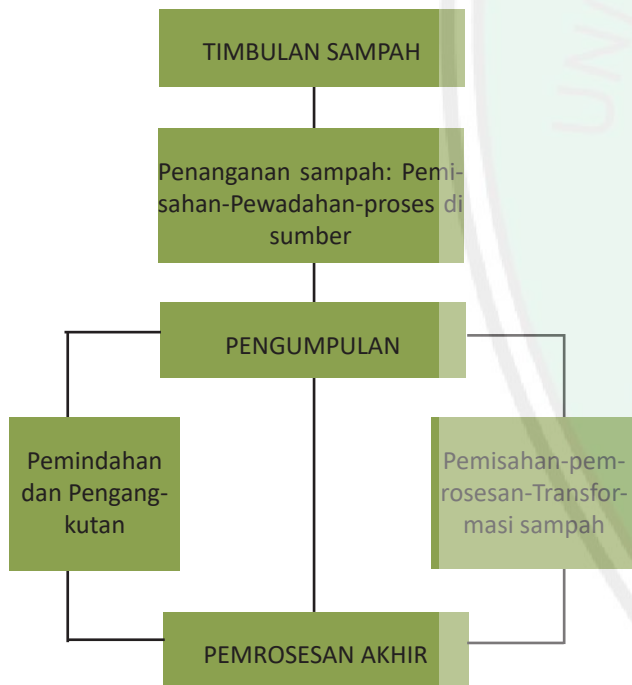 TIMBULAN SAMPAH
Penanganan sampah: Pemi-
sahan-Pewadahan-proses di
sumber
PENGUMPULAN
Pemindahan
dan Pengang-
kutan
Pemisahan-pem-
rosesan-Transfor-
masi sampah
PEMROSESAN AKHIR